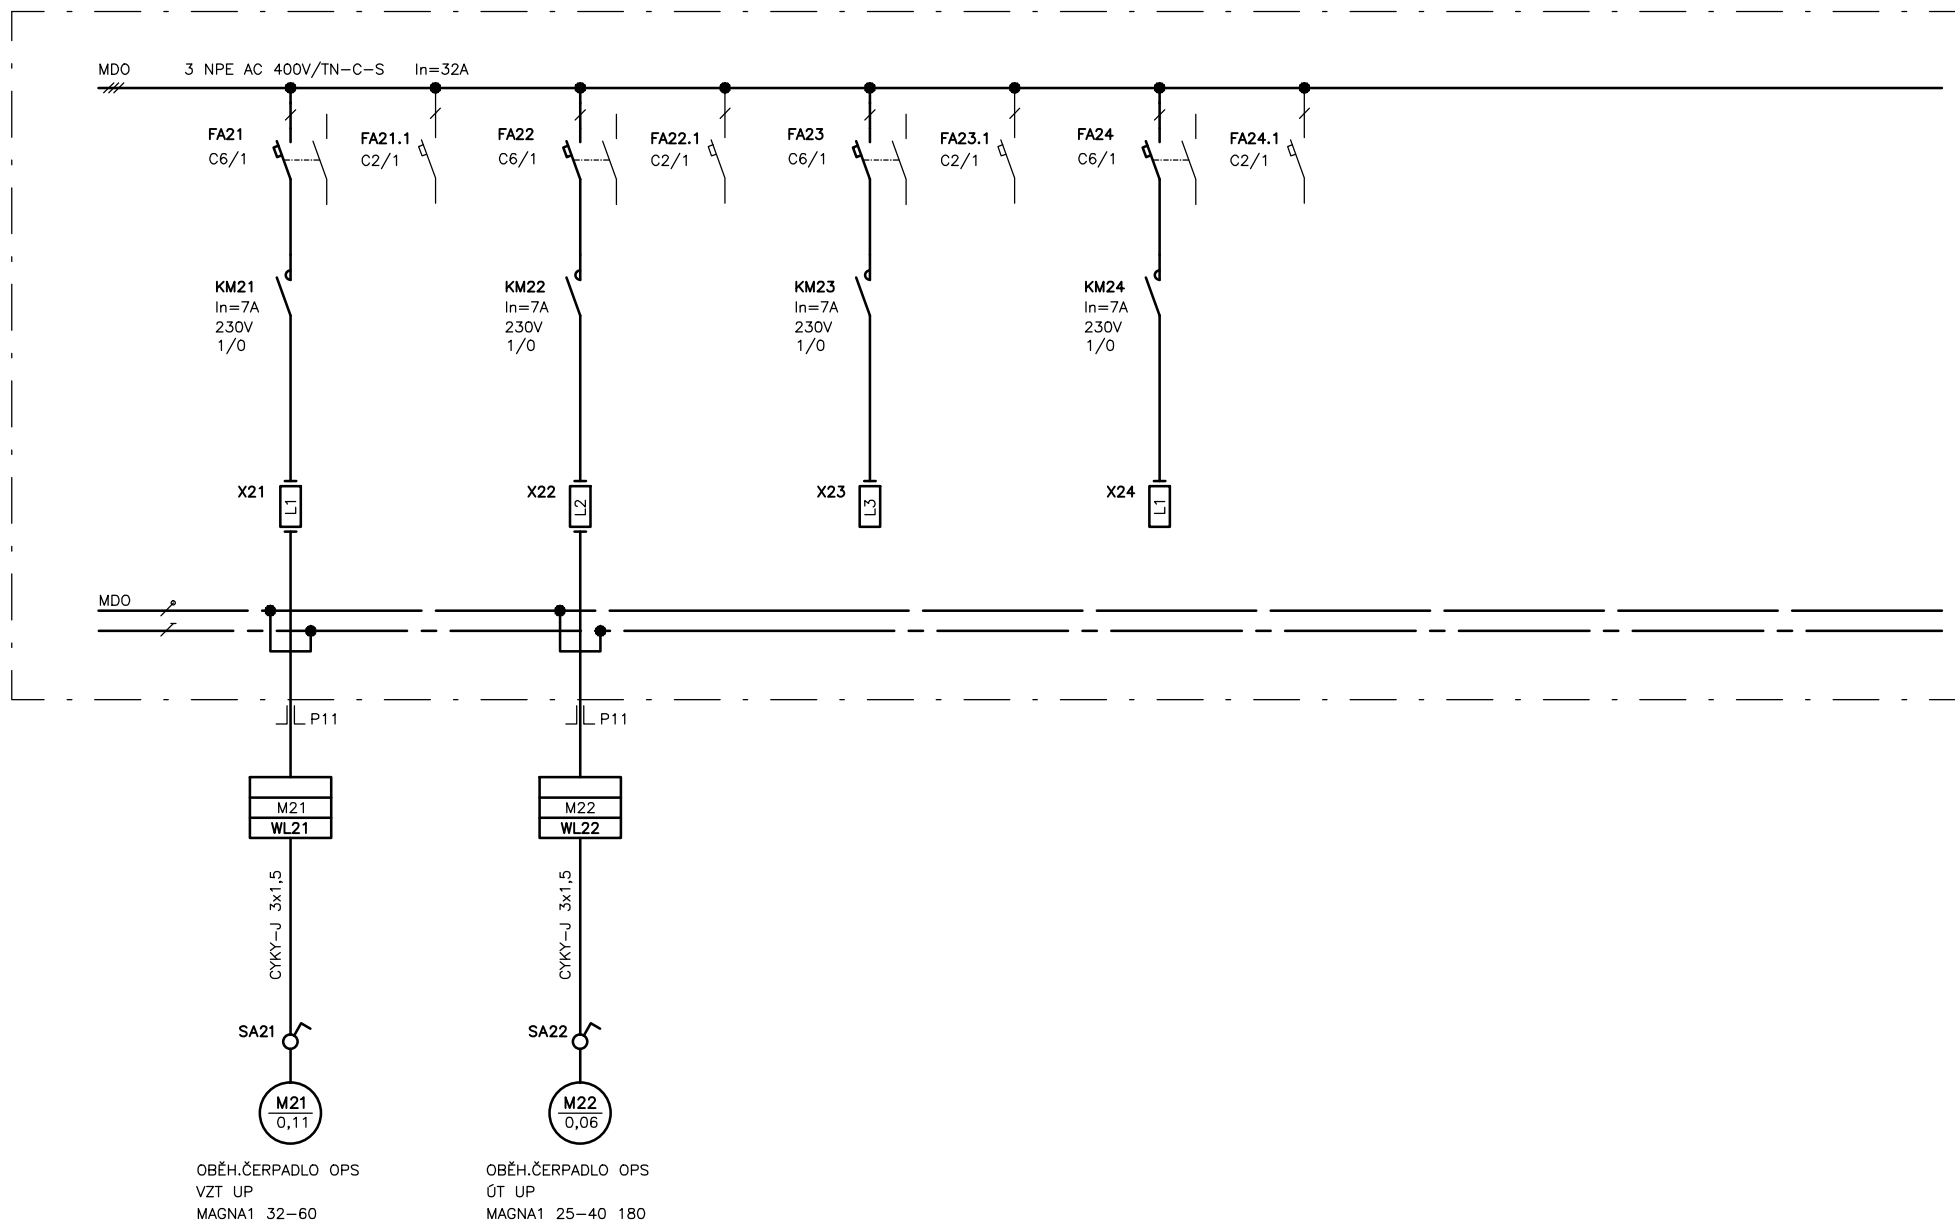 MDO 3 NPE AC 400V/TN-C-S In=32A
FA21
C6/1
FA21.1
C2/1
FA22
C6/1
FA22.1
C2/1
FA23
C6/1
FA23.1
C2/1
FA24
C6/1
FA24.1
C2/1
KM21
In=7A
230V
1/0
KM22
In=7A
230V
1/0
KM23
In=7A
230V
1/0
KM24
In=7A
230V
1/0
X21
L1
X22
L2
X23
L3
X24
L1
MDO
P11
P11
M21
WL21
M22
WL22
CYKY-J 3x1,5
CYKY-J 3x1,5
SA21
SA22
M21
0,11
M22
0,06
OBĚH.ČERPADLO OPS
VZT UP
MAGNA1 32-60
OBĚH.ČERPADLO OPS
ÚT UP
MAGNA1 25-40 180